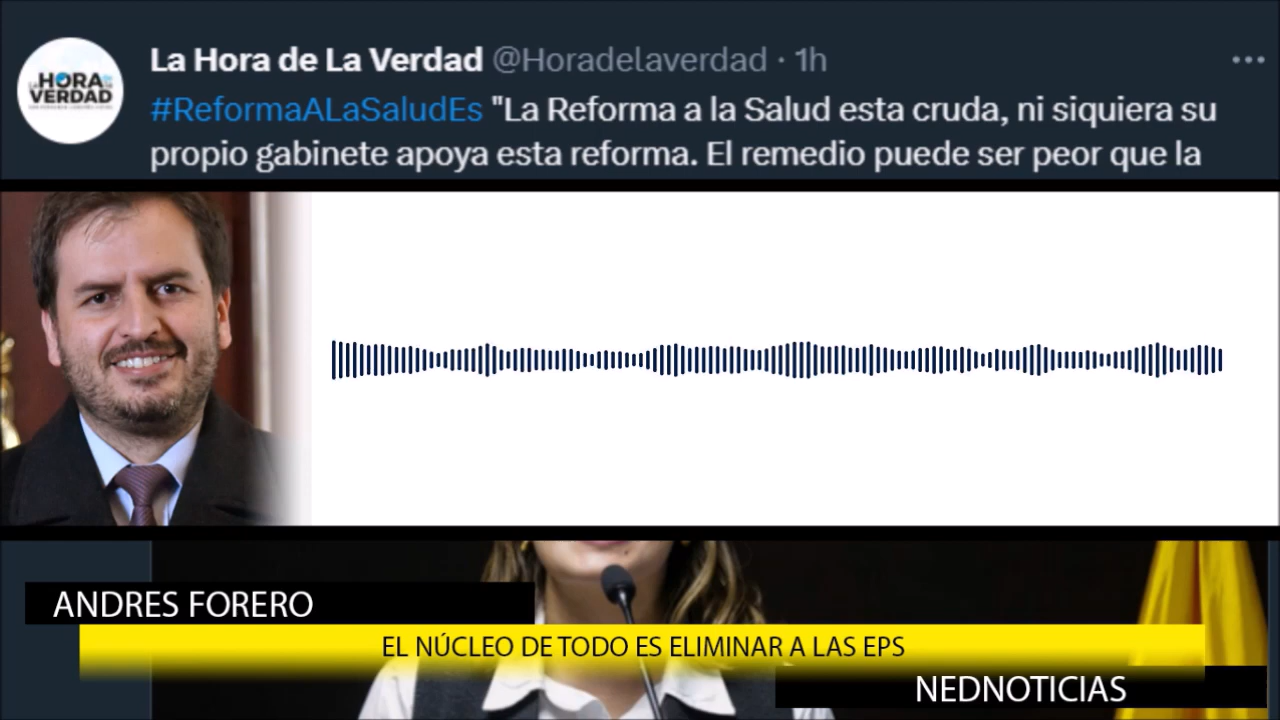 La Hora de La Verdad @Horadelaverdad · 1h
HORA
VERDAD
#ReformaALaSaludEs "La Reforma a la Salud esta cruda, ni siquiera su
propio gabinete apoya esta reforma. El remedio puede ser peor que la
ANDRES FORERO
EL NÚCLEO DE TODO ES ELIMINAR A LAS EPS
NEDNOTICIAS